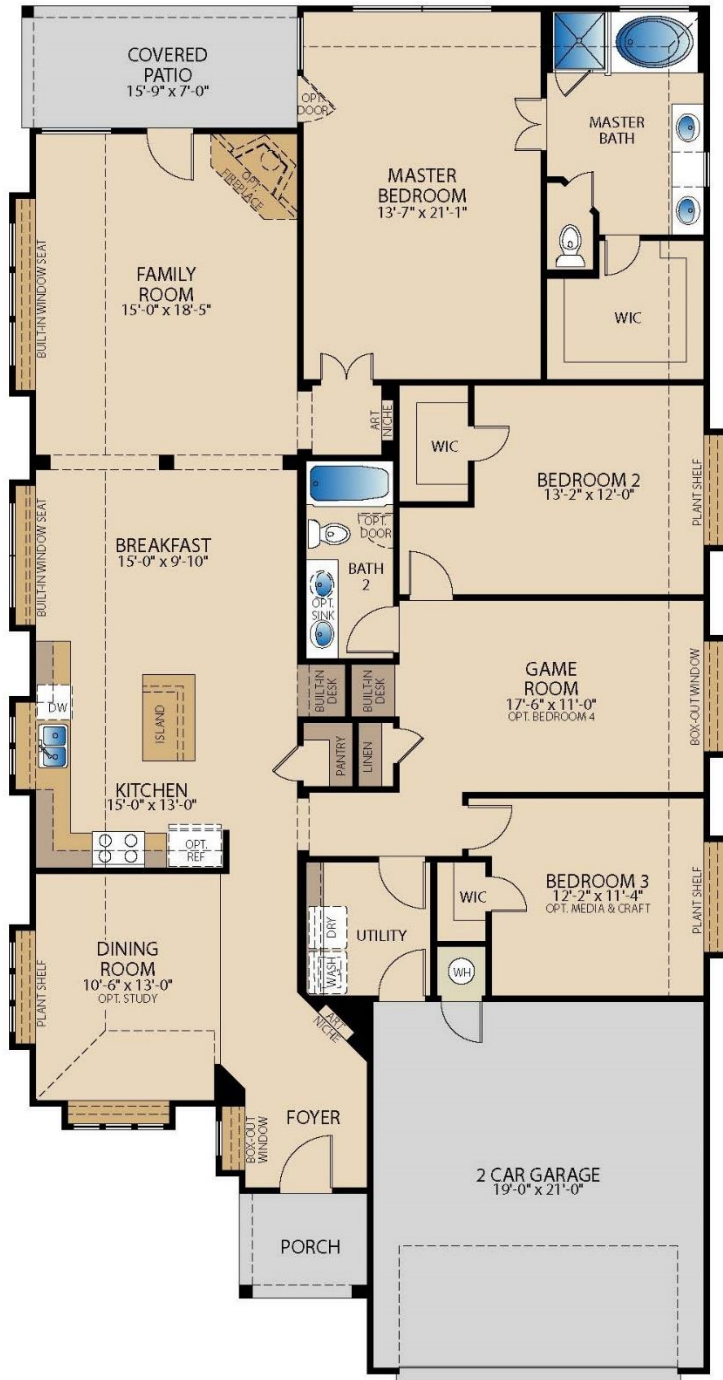 COVERED
PATIO
15'-9" x 7'-0"
OPT.
DOOR
MASTER
BATH
OPT.
FIREPLACE
MASTER
BEDROOM
13'-7" x 21'-1"
FAMILY
ROOM
15'-0" x 18'-5"
BUILT-IN WINDOW SEAT
WIC
ART
NICHE
WIC
BEDROOM 2
13'-2" x 12'-0"
PLANT SHELF
BUILT-IN WINDOW SEAT
BREAKFAST
15'-0" x 9'-10"
OPT.
DOOR
BATH
2
OPT.
SINK
GAME
ROOM
17'-6" x 11'-0"
OPT. BEDROOM 4
BOX-OUT WINDOW
BUILT-IN
DESK
BUILT-IN
DESK
DW
ISLAND
PANTRY
LINEN
KITCHEN
15'-0" x 13'-0"
OPT.
REF
BEDROOM 3
12'-2" x 11'-4"
OPT. MEDIA & CRAFT
PLANT SHELF
WIC
DRY
WASH
UTILITY
DINING
ROOM
10'-6" x 13'-0"
OPT. STUDY
PLANT SHELF
WH
ART
NICHE
FOYER
BOX-OUT
WINDOW
2 CAR GARAGE
19'-0" x 21'-0"
PORCH